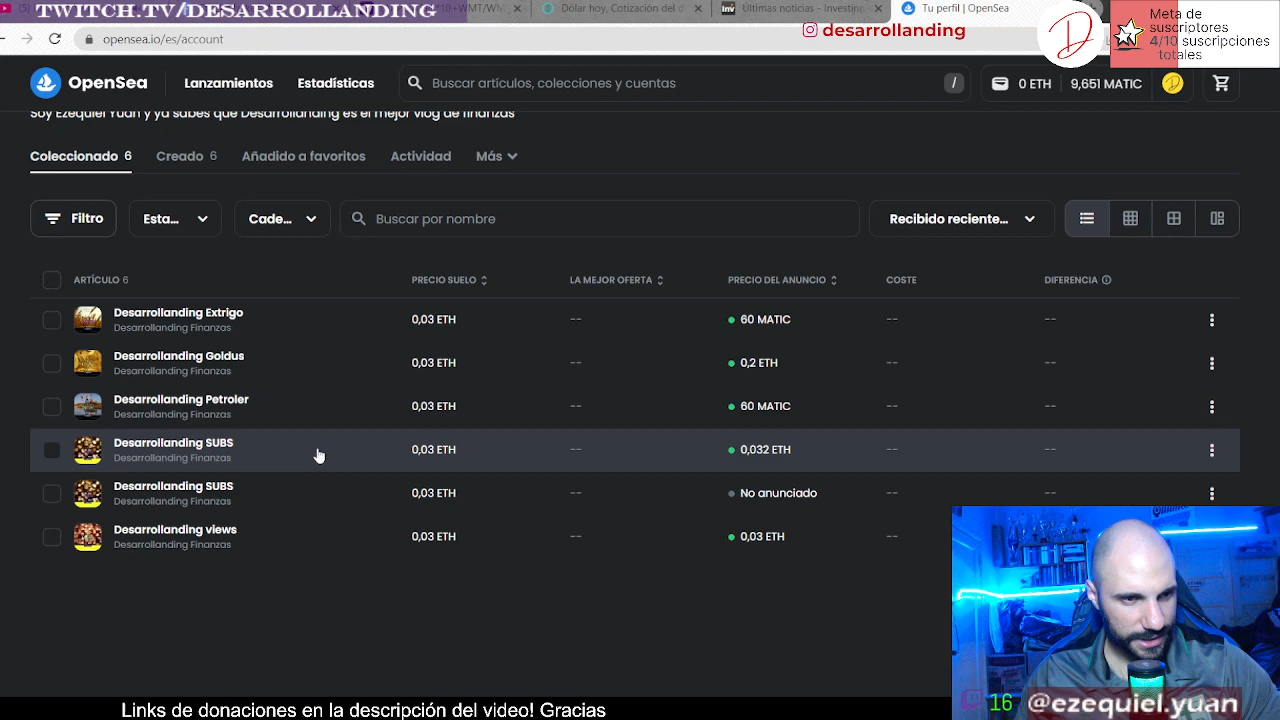 TWITCH.TV/DESARROLLANDING
Dólar hoy, Cotización del d
Últimas noticias – Investing
Tu perfil | OpenSea
opensea.io/es/account
desarrollanding
Meta de
suscriptores
4/10 suscripciones
totales
OpenSea
Lanzamientos
Estadísticas
Buscar artículos, colecciones y cuentas
/
0 ETH
9,651 MATIC
Soy Ezequiel Yuan y ya sabes que Desarrollanding es el mejor vlog de finanzas
Coleccionado 6
Creado 6
Añadido a favoritos
Actividad
Más
Filtro
Esta...
Cade...
Buscar por nombre
Recibido reciente...
ARTÍCULO 6
PRECIO SUELO
LA MEJOR OFERTA
PRECIO DEL ANUNCIO
COSTE
DIFERENCIA
Desarrollanding Extrigo
Desarrollanding Finanzas
0,03 ETH
--
60 MATIC
--
--
Desarrollanding Goldus
Desarrollanding Finanzas
0,03 ETH
--
0,2 ETH
--
--
Desarrollanding Petroler
Desarrollanding Finanzas
0,03 ETH
--
60 MATIC
--
--
Desarrollanding SUBS
Desarrollanding Finanzas
0,03 ETH
--
0,032 ETH
--
--
Desarrollanding SUBS
Desarrollanding Finanzas
0,03 ETH
--
No anunciado
--
--
Desarrollanding views
Desarrollanding Finanzas
0,03 ETH
--
0,03 ETH
--
16 @ezequiel.yuan
Links de donaciones en la descripción del video! Gracias